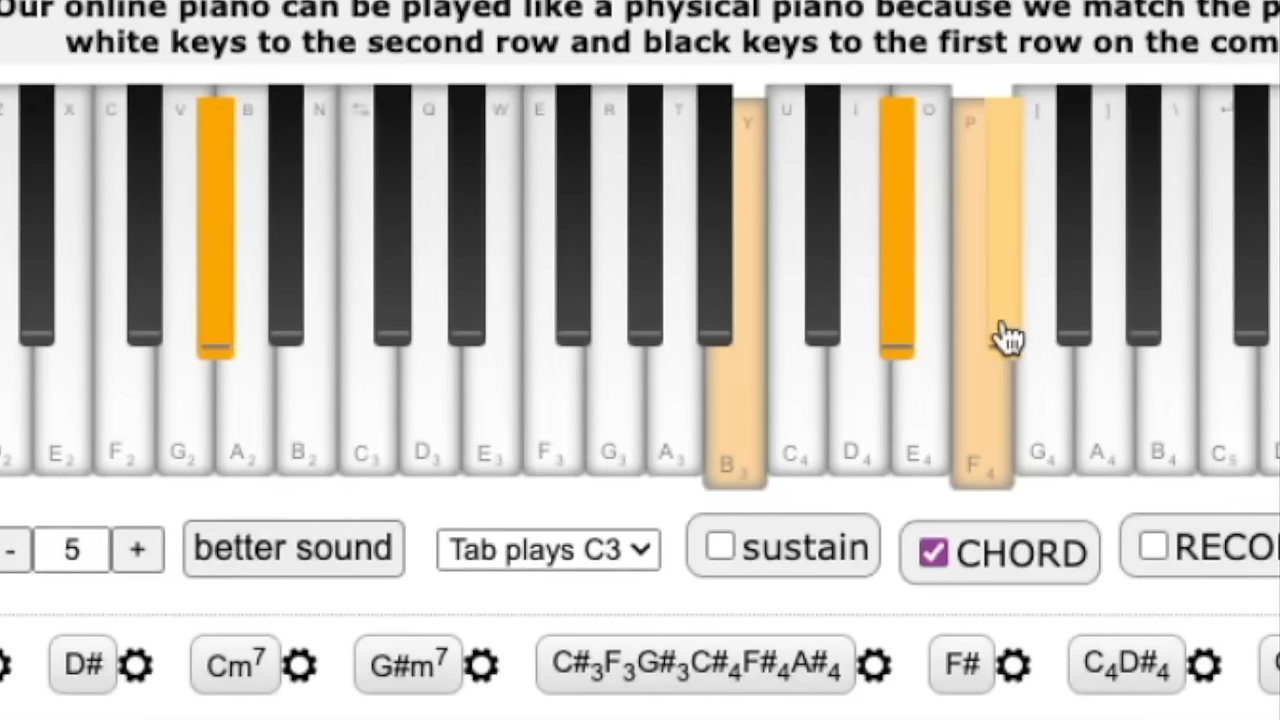 Our online piano can be played like a physical piano because we match the p
white keys to the second row and black keys to the first row on the com
Z X C V B N Q W E R T Y U I O P [ ] \
2 E2 F2 G2 A2 B2 C3 D3 E3 F3 G3 A3 B3 C4 D4 E4 F4 G4 A4 B4 C5
- 5 + better sound Tab plays C3 sustain CHORD RECO
D# Cm7 G#m7 C#3F3G#3C#4F#4A#4 F# C4D#4